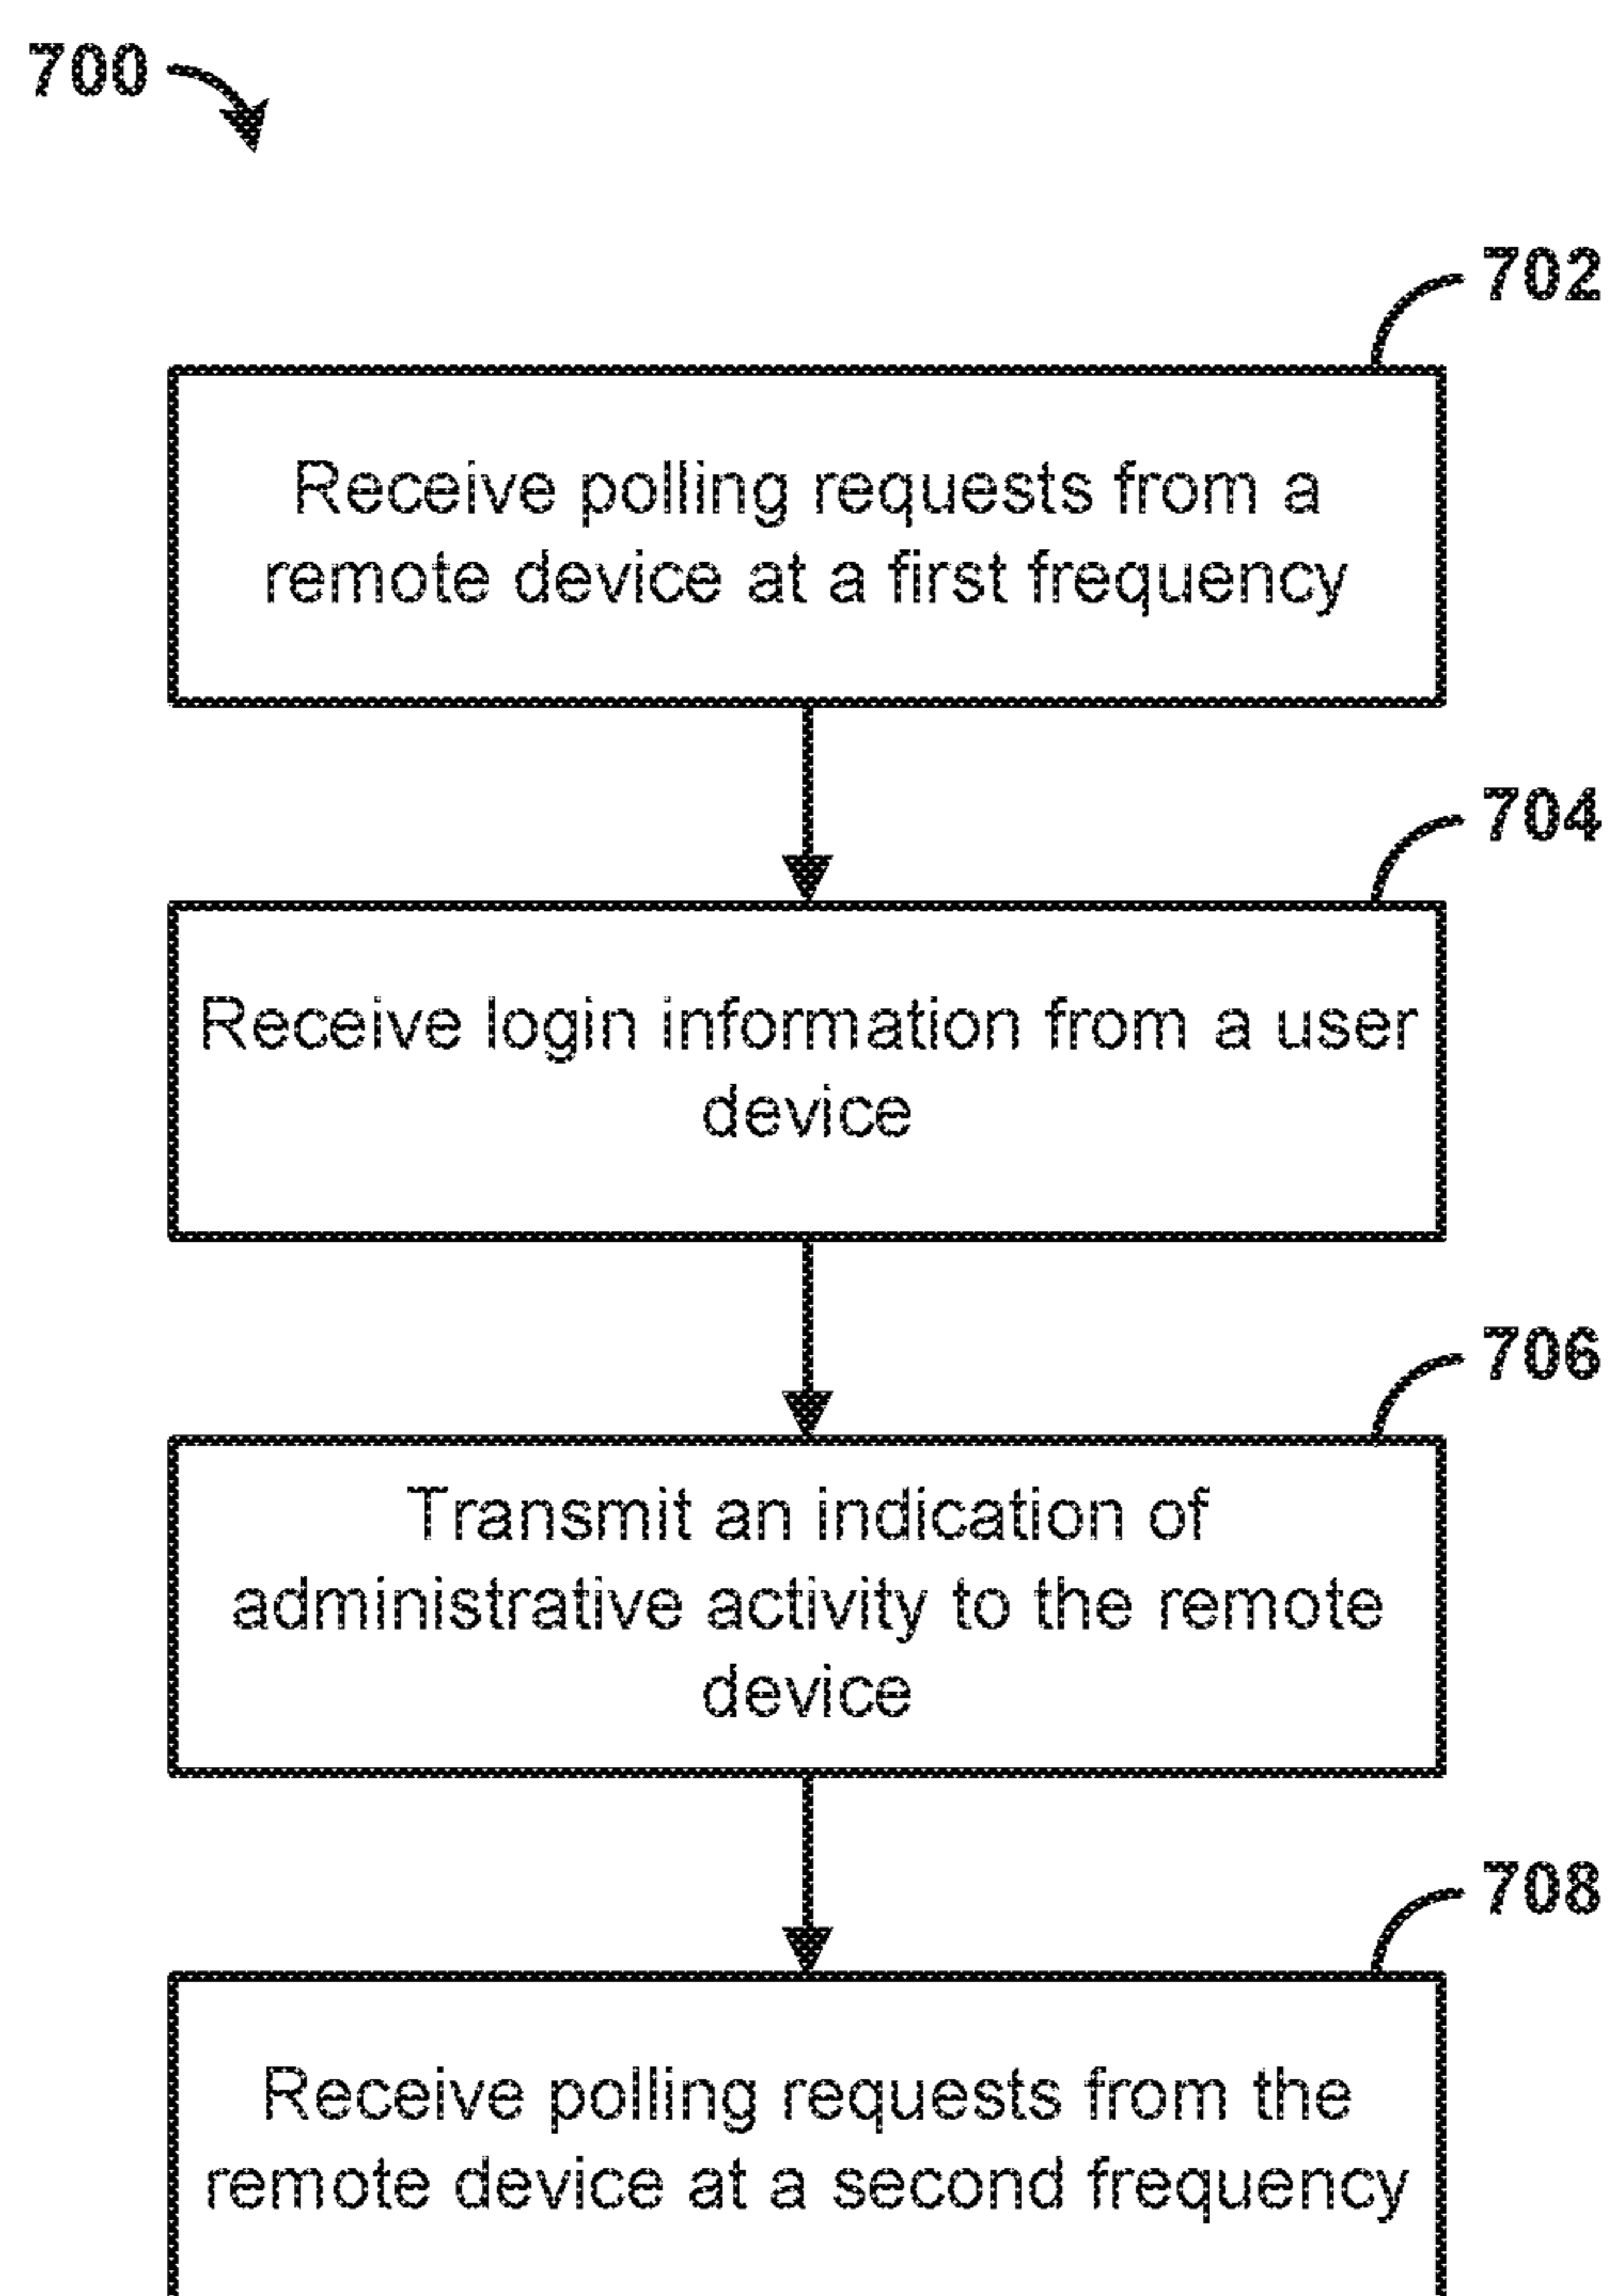 700
702
Receive polling requests from a
remote device at a first frequency
704
Receive login information from a user
device
706
Transmit an indication of
administrative activity to the remote
device
708
Receive polling requests from the
remote device at a second frequency